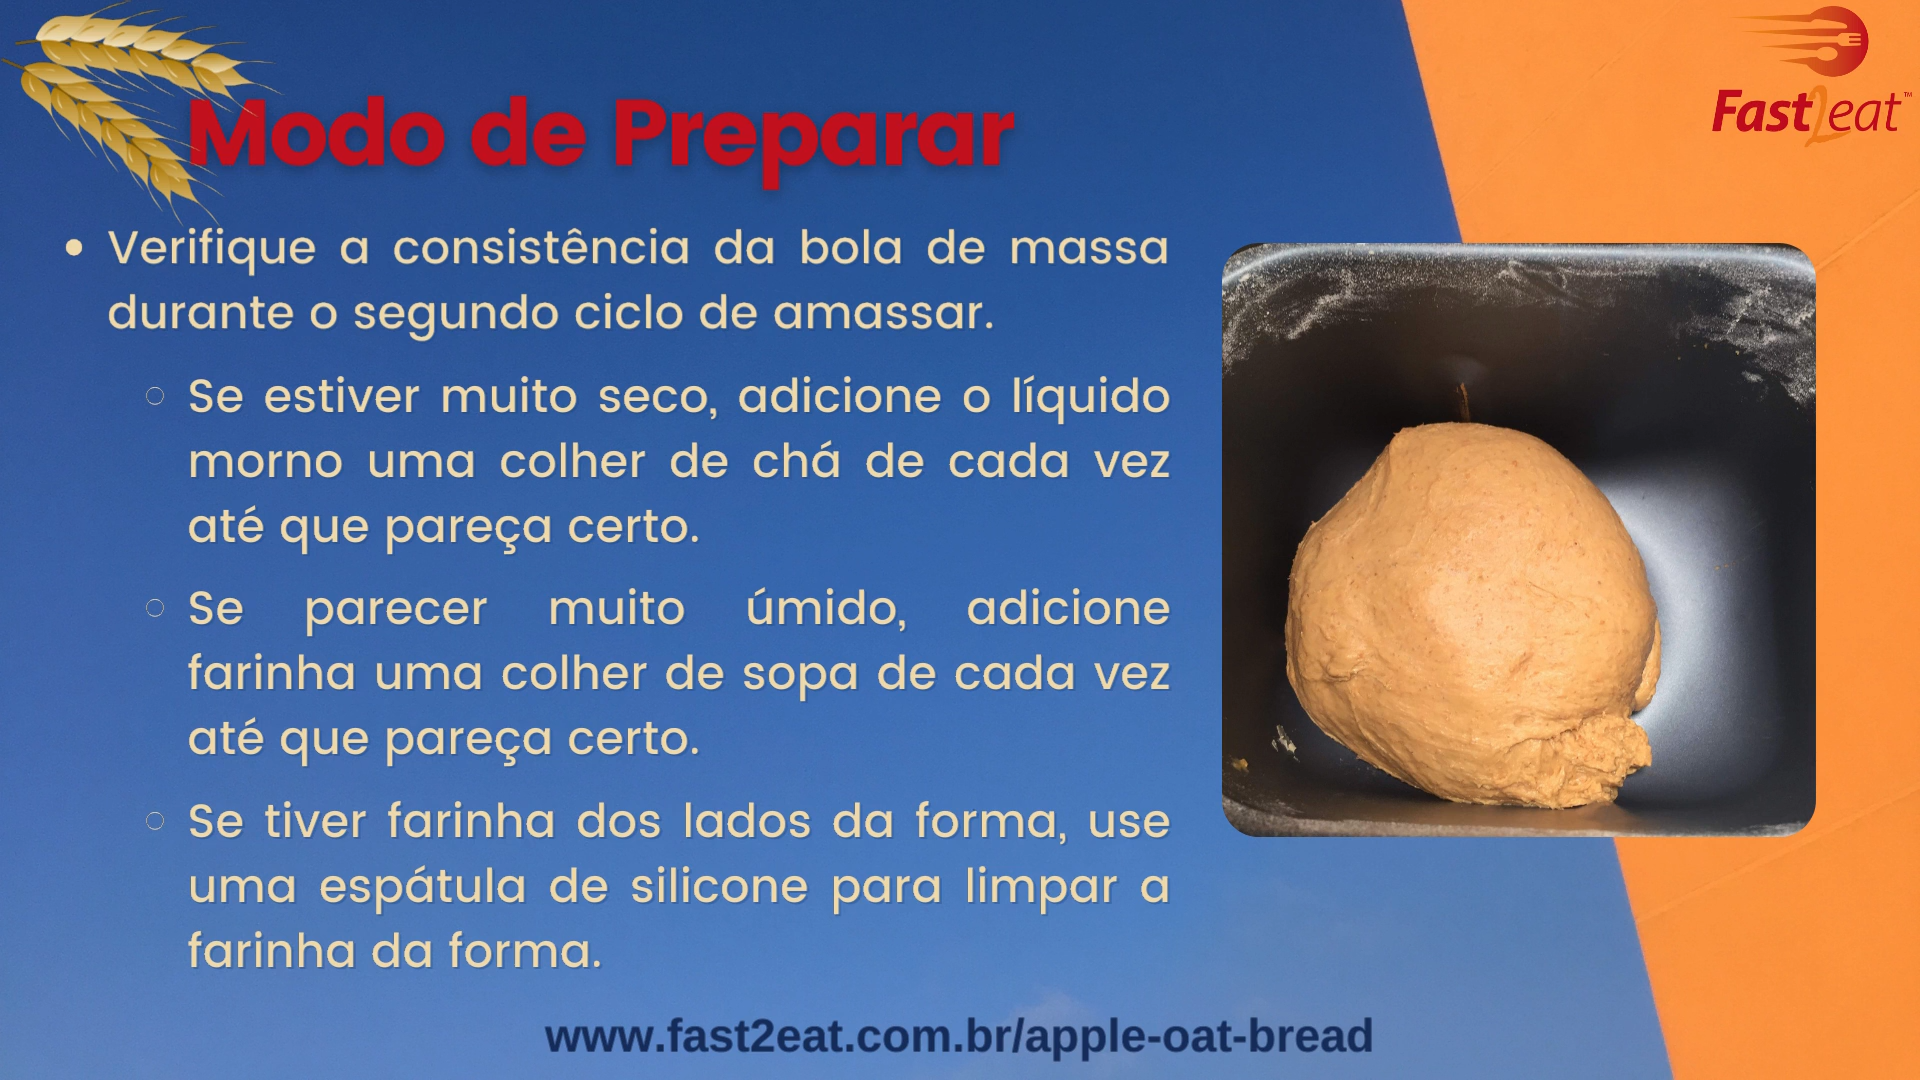 Fast2eat™
Modo de Preparar
• Verifique a consistência da bola de massa
durante o segundo ciclo de amassar.
○ Se estiver muito seco, adicione o líquido
morno uma colher de chá de cada vez
até que pareça certo.
○ Se parecer muito úmido, adicione
farinha uma colher de sopa de cada vez
até que pareça certo.
○ Se tiver farinha dos lados da forma, use
uma espátula de silicone para limpar a
farinha da forma.
www.fast2eat.com.br/apple-oat-bread